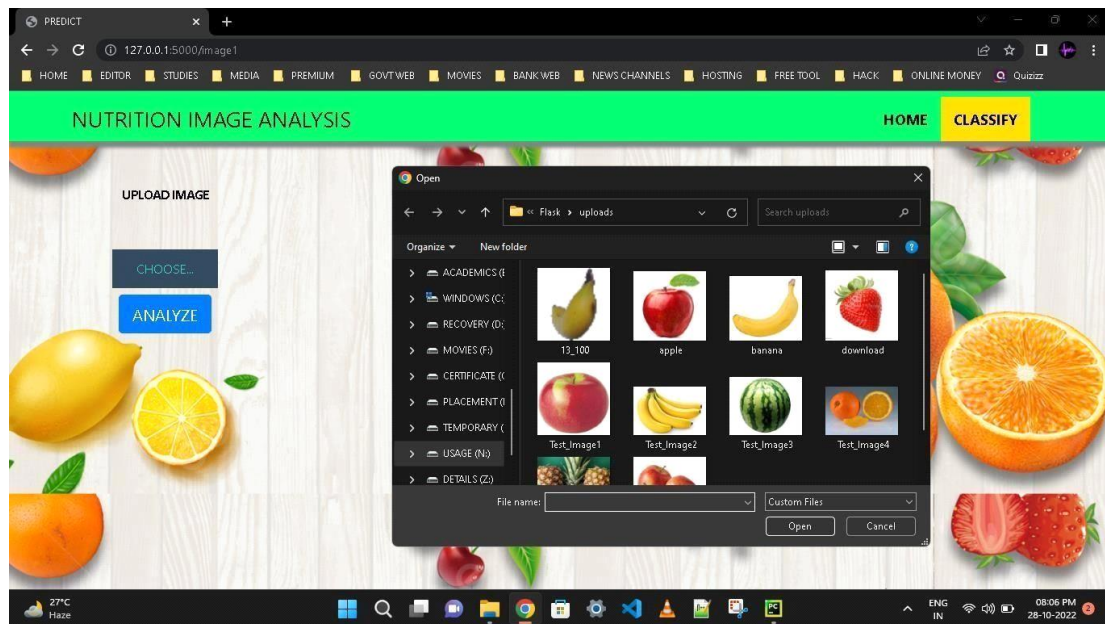 PREDICT
127.0.0.1:5000/image1
HOME EDITOR STUDIES MEDIA PREMIUM GOVT WEB MOVIES BANK WEB NEWS CHANNELS HOSTING FREE TOOL HACK ONLINE MONEY Quizizz
NUTRITION IMAGE ANALYSIS HOME CLASSIFY
UPLOAD IMAGE
CHOOSE...
ANALYZE
Open
« Flask › uploads Search uploads
Organize New folder
ACADEMICS (E
WINDOWS (C:)
RECOVERY (D:)
MOVIES (F:)
CERTIFICATE ((
PLACEMENT (I
TEMPORARY (
USAGE (N:)
DETAILS (Z:)
13_100 apple banana download
Test_Image1 Test_Image2 Test_Image3 Test_Image4
File name: Custom Files
Open Cancel
27°C
Haze
ENG
IN
08:06 PM
28-10-2022
2